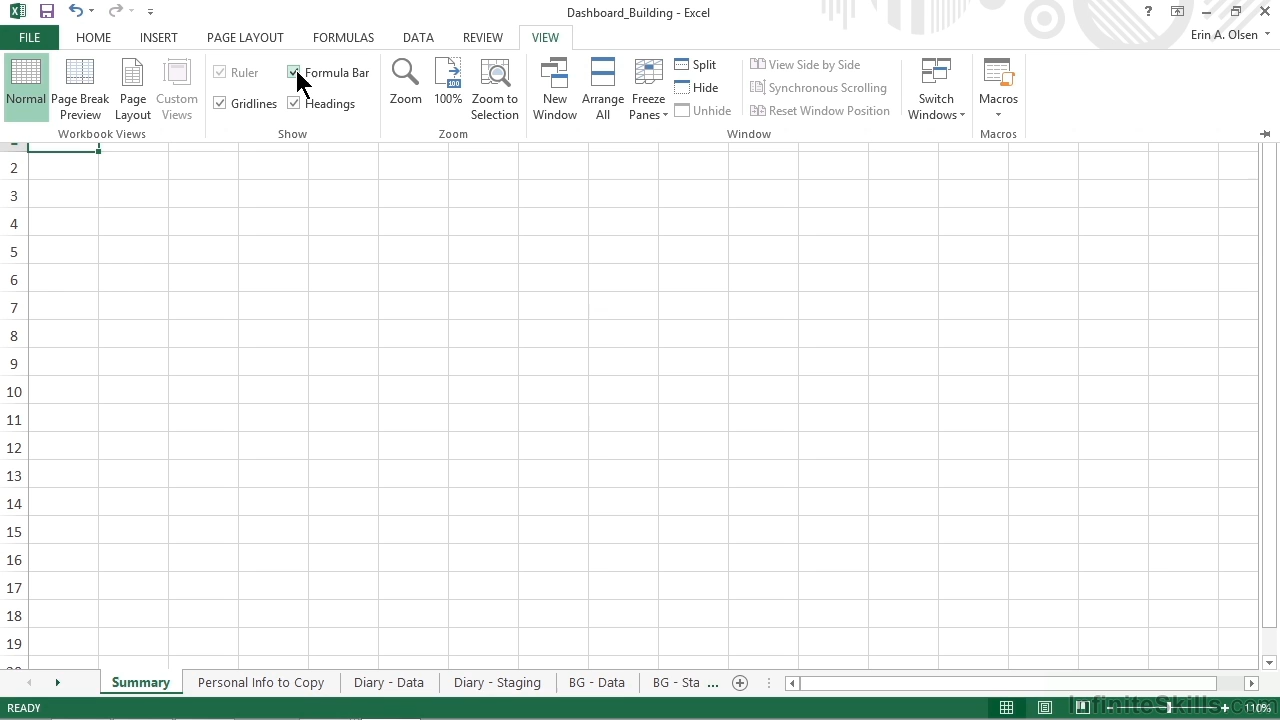 Dashboard_Building - Excel
?
FILE HOME INSERT PAGE LAYOUT FORMULAS DATA REVIEW VIEW Erin A. Olsen
Normal
Page Break Preview
Page Layout
Custom Views
Workbook Views
Ruler
Formula Bar
Gridlines
Headings
Show
Zoom
100
100%
Zoom to Selection
Zoom
New Window
Arrange All
Freeze Panes
Split
Hide
Unhide
View Side by Side
Synchronous Scrolling
Reset Window Position
Window
Switch Windows
Macros
Macros
2
3
4
5
6
7
8
9
10
11
12
13
14
15
16
17
18
19
Summary Personal Info to Copy Diary - Data Diary - Staging BG - Data BG - Sta ...
READY 110%
InfiniteSkills.com